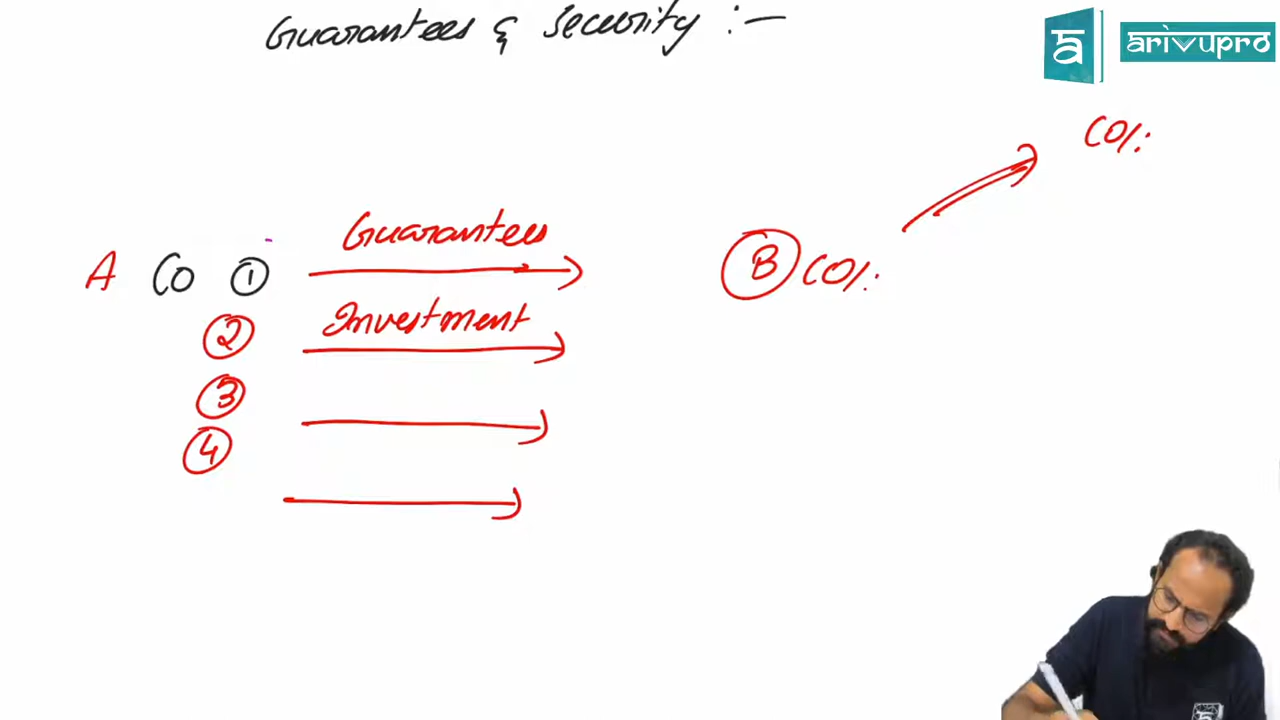 Guarantees & Security :-
arivupro
Co/:
Guarantees
A Co ① B Co/:
② Investment
③
④